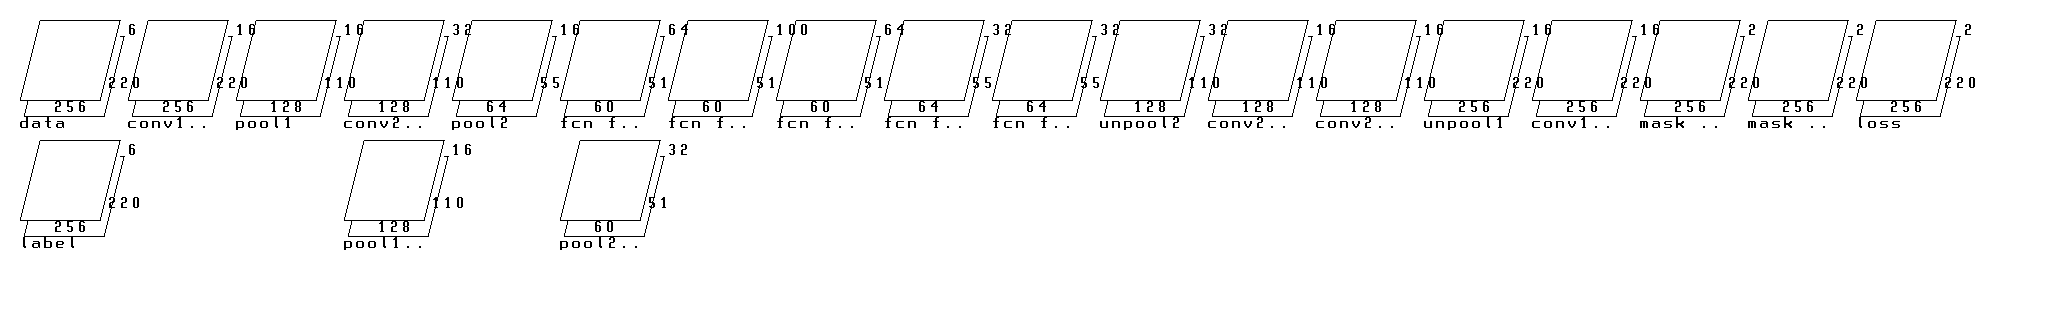 6 16 16 32 16 64 100 64 32 32 32 16 16 16 16 2 2 2
220 220 110 110 55 51 51 51 55 55 110 110 110 220 220 220 220 220
256 256 128 128 64 60 60 60 64 64 128 128 128 256 256 256 256 256
data conv1.. pool1 conv2.. pool2 fcn f.. fcn f.. fcn f.. fcn f.. fcn f.. unpool2 conv2.. conv2.. unpool1 conv1.. mask .. mask .. loss
6 16 32
220 110 51
256 128 60
label pool1.. pool2..